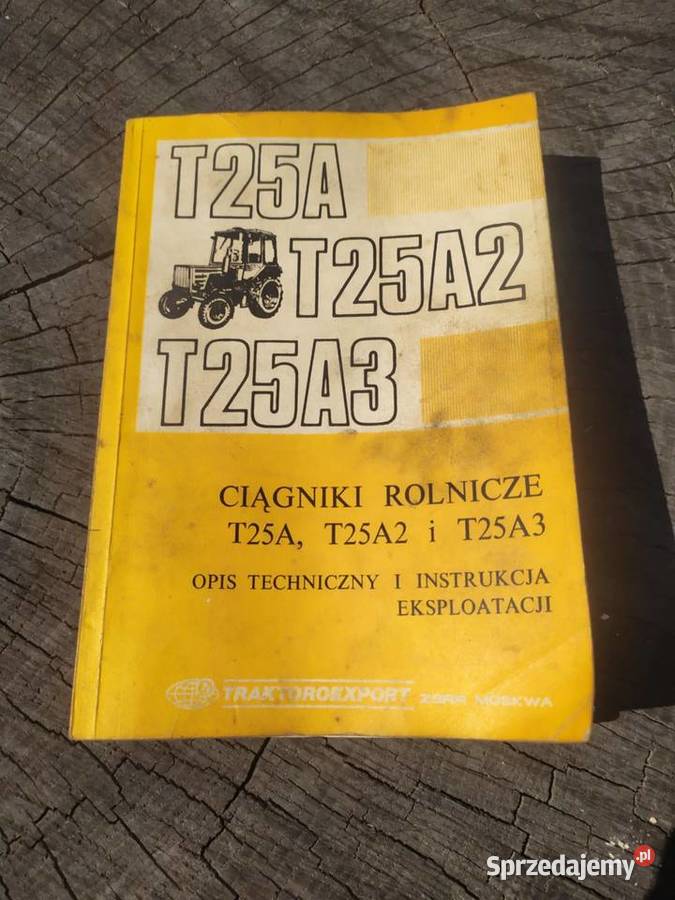 T25A
T25A2
T25A3
CIĄGNIKI ROLNICZE
T25A, T25A2 i T25A3
OPIS TECHNICZNY I INSTRUKCJA
EKSPLOATACJI
TRAKTOROEXPORT ZSRR MOSKWA
Sprzedajemy.pl